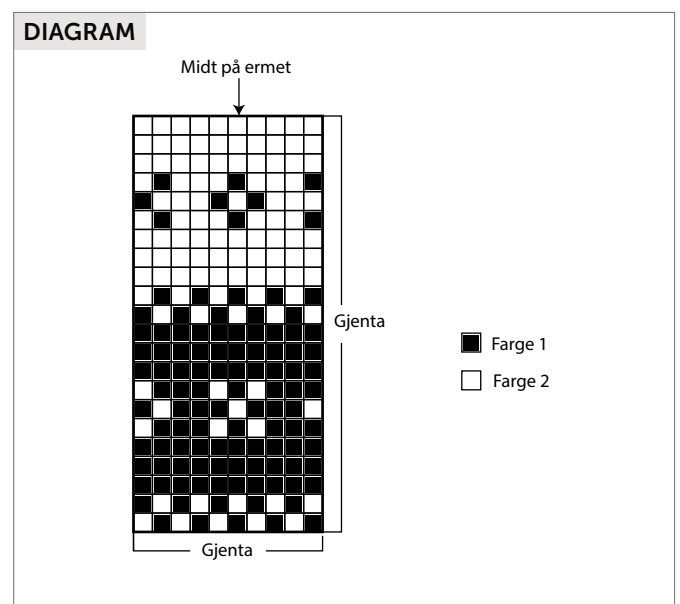 DIAGRAM
Midt på ermet
Gjenta
Farge 1
Farge 2
Gjenta